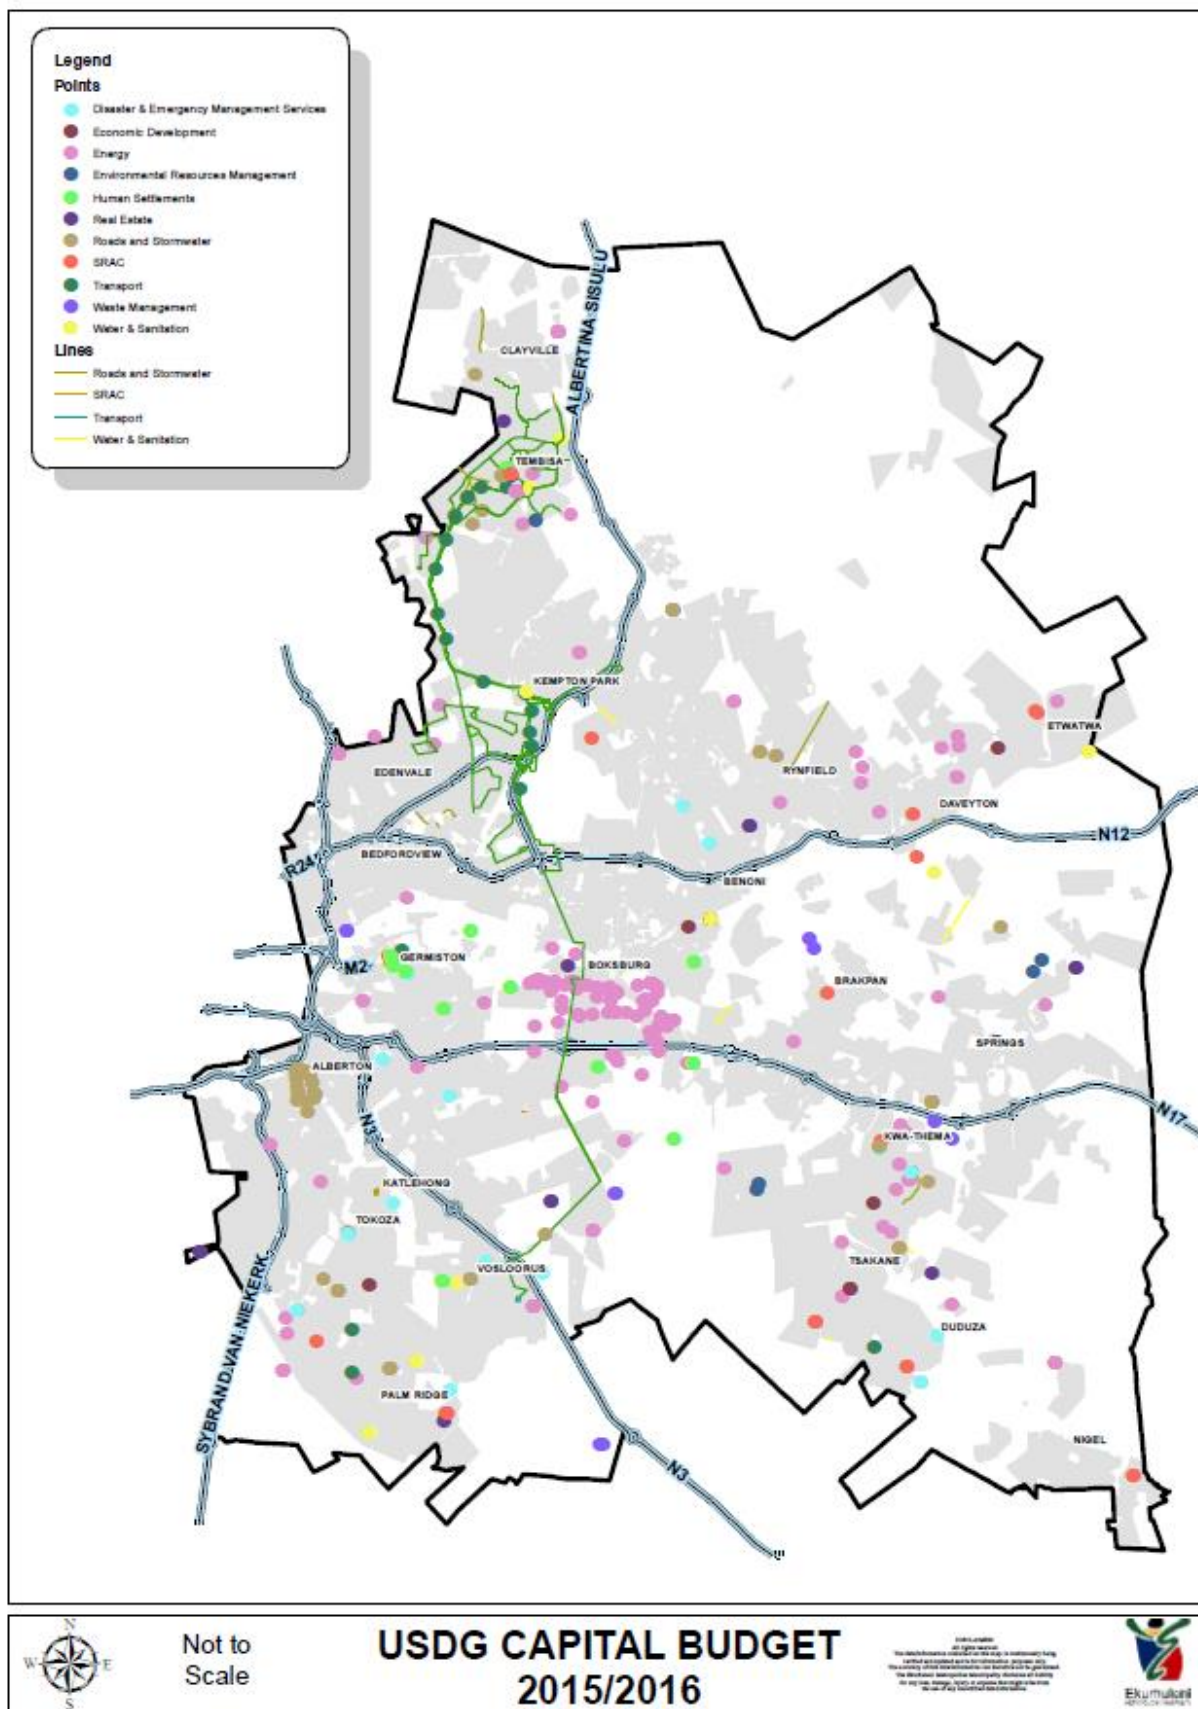 Legend
Points
Disaster & Emergency Management Services
Economic Development
Energy
Environmental Resources Management
Human Settlements
Real Estate
Roads and Stormwater
SRAC
Transport
Waste Management
Water & Sanitation
Lines
Roads and Stormwater
SRAC
Transport
Water & Sanitation
ALBERTINA SISULU
CLAYVILLE
TEMBISA
KEMPTON PARK
ETWATWA
EDENVALE
RYNFIELD
DAVEYTON
N12
BEDFORDVIEW
R24
BENONI
M2
GERMISTON
BOKSBURG
BRAKPAN
SPRINGS
ALBERTON
N17
N3
KWA-THEMA
KATLEHONG
TOKOZA
VOSLOORUS
TSAKANE
SYBRAND VAN NIEKERK
DUDUZA
PALM RIDGE
NIGEL
N3
N
W E
S
Not to
Scale
USDG CAPITAL BUDGET
2015/2016
Ekurhuleni